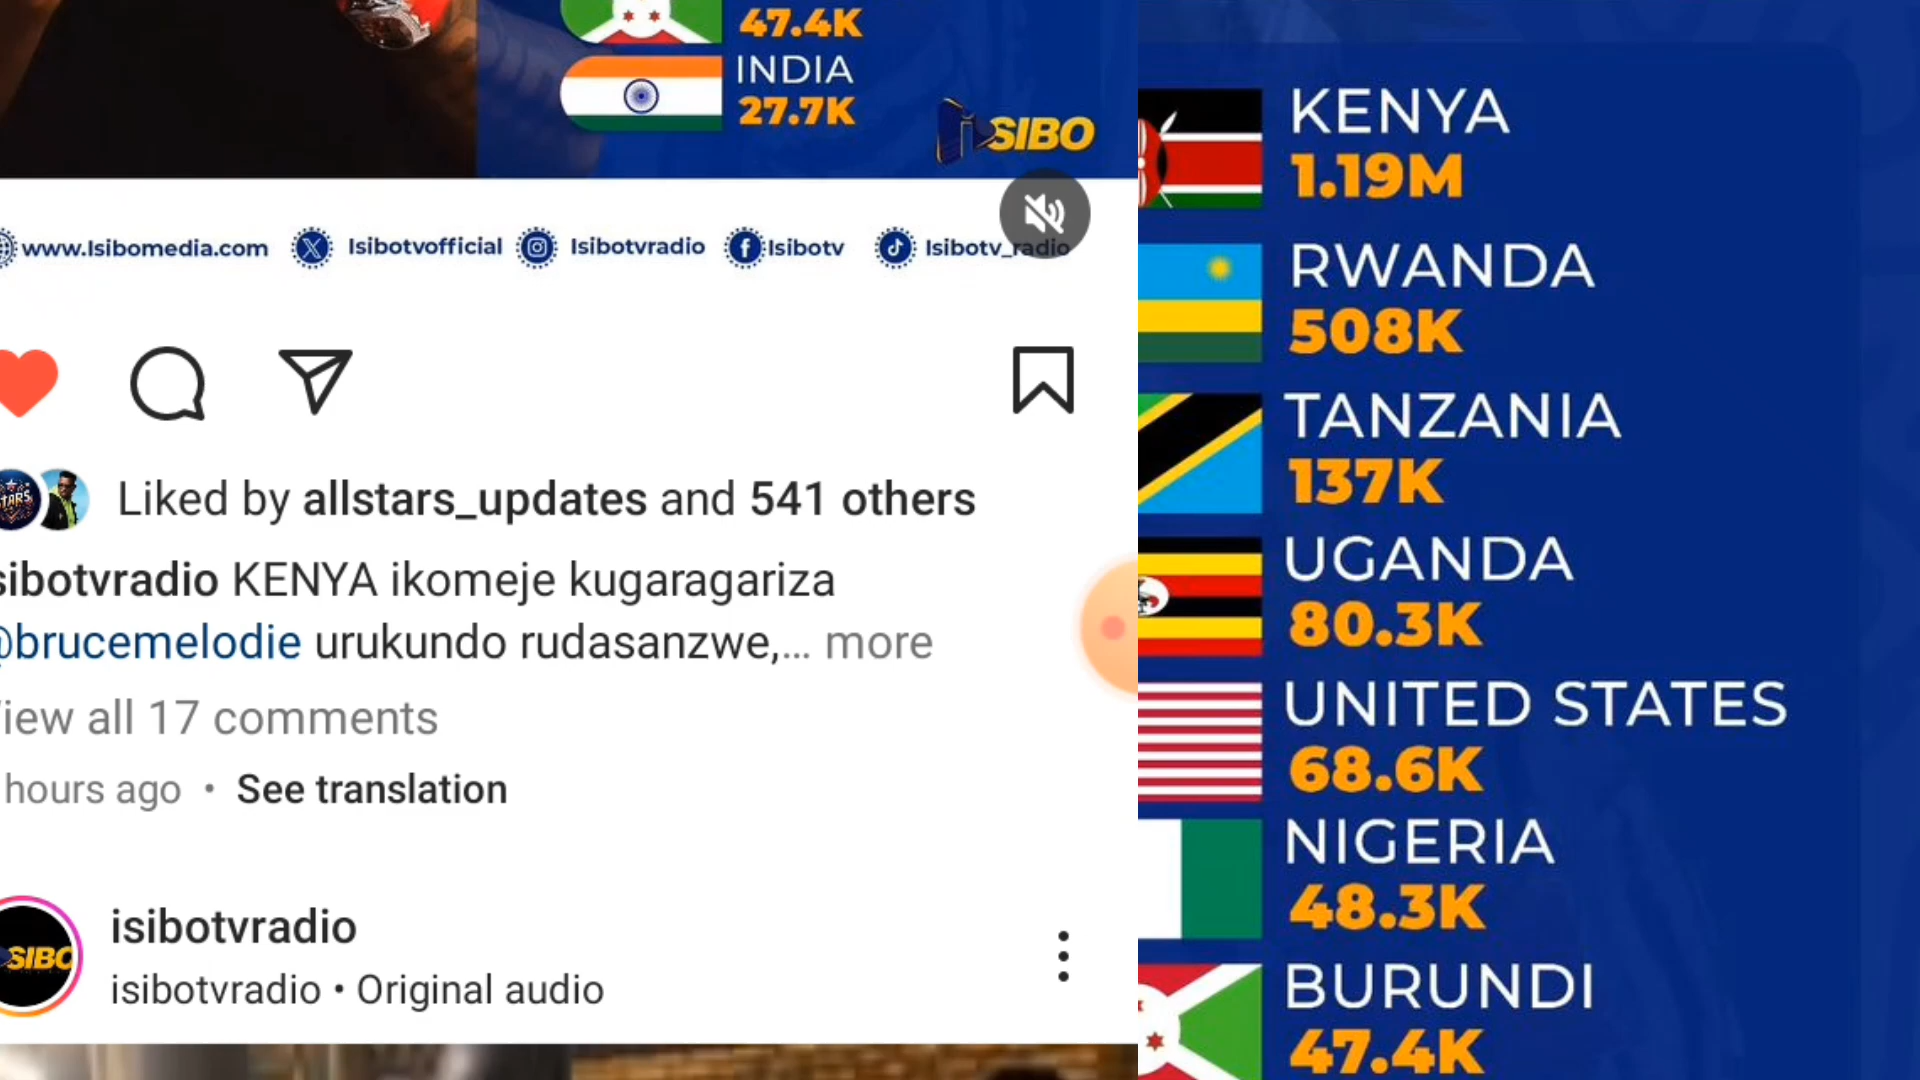 47.4K
INDIA
27.7K
SIBO
www.Isibomedia.com
Isibotvofficial
Isibotvradio
Isibotv
Isibotv_radio
Liked by allstars_updates and 541 others
sibotvradio KENYA ikomeje kugaragariza
@brucemelodie urukundo rudasanzwe,... more
iew all 17 comments
hours ago • See translation
SIBO
isibotvradio
isibotvradio • Original audio
KENYA
1.19M
RWANDA
508K
TANZANIA
137K
UGANDA
80.3K
UNITED STATES
68.6K
NIGERIA
48.3K
BURUNDI
47.4K